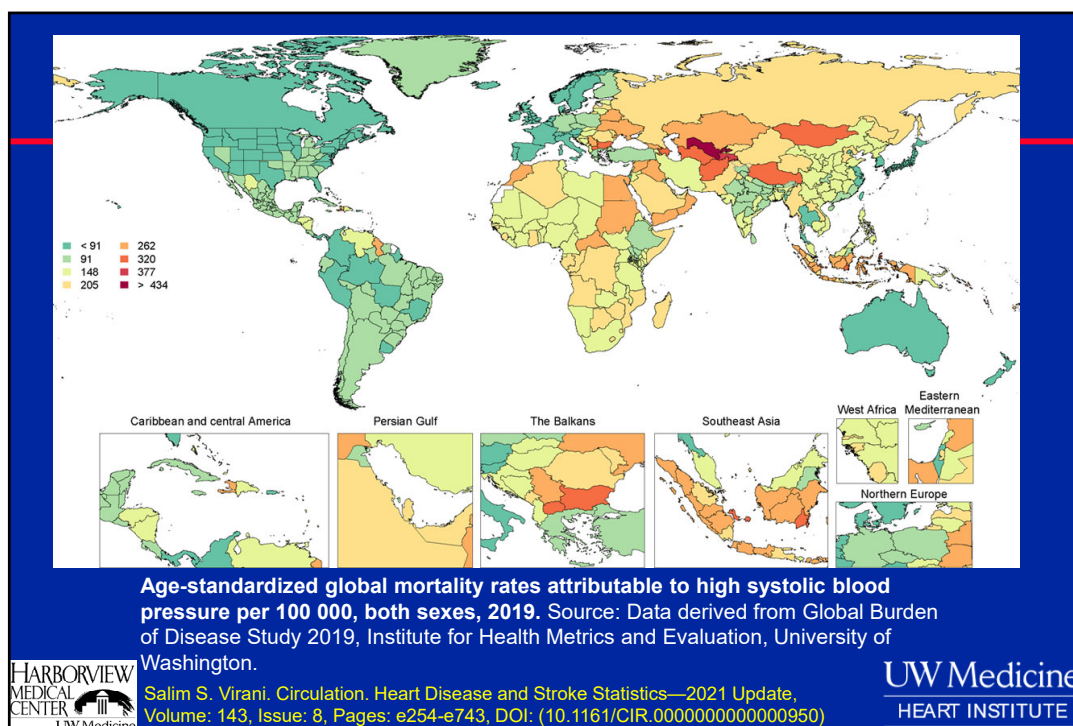 < 91
91
148
205
262
320
377
> 434
Caribbean and central America
Persian Gulf
The Balkans
Southeast Asia
West Africa
Eastern
Mediterranean
Northern Europe
Age-standardized global mortality rates attributable to high systolic blood
pressure per 100 000, both sexes, 2019. Source: Data derived from Global Burden
of Disease Study 2019, Institute for Health Metrics and Evaluation, University of
Washington.
Salim S. Virani. Circulation. Heart Disease and Stroke Statistics—2021 Update,
Volume: 143, Issue: 8, Pages: e254-e743, DOI: (10.1161/CIR.0000000000000950)
HARBORVIEW
MEDICAL
CENTER
UW Medicine
UW Medicine
HEART INSTITUTE